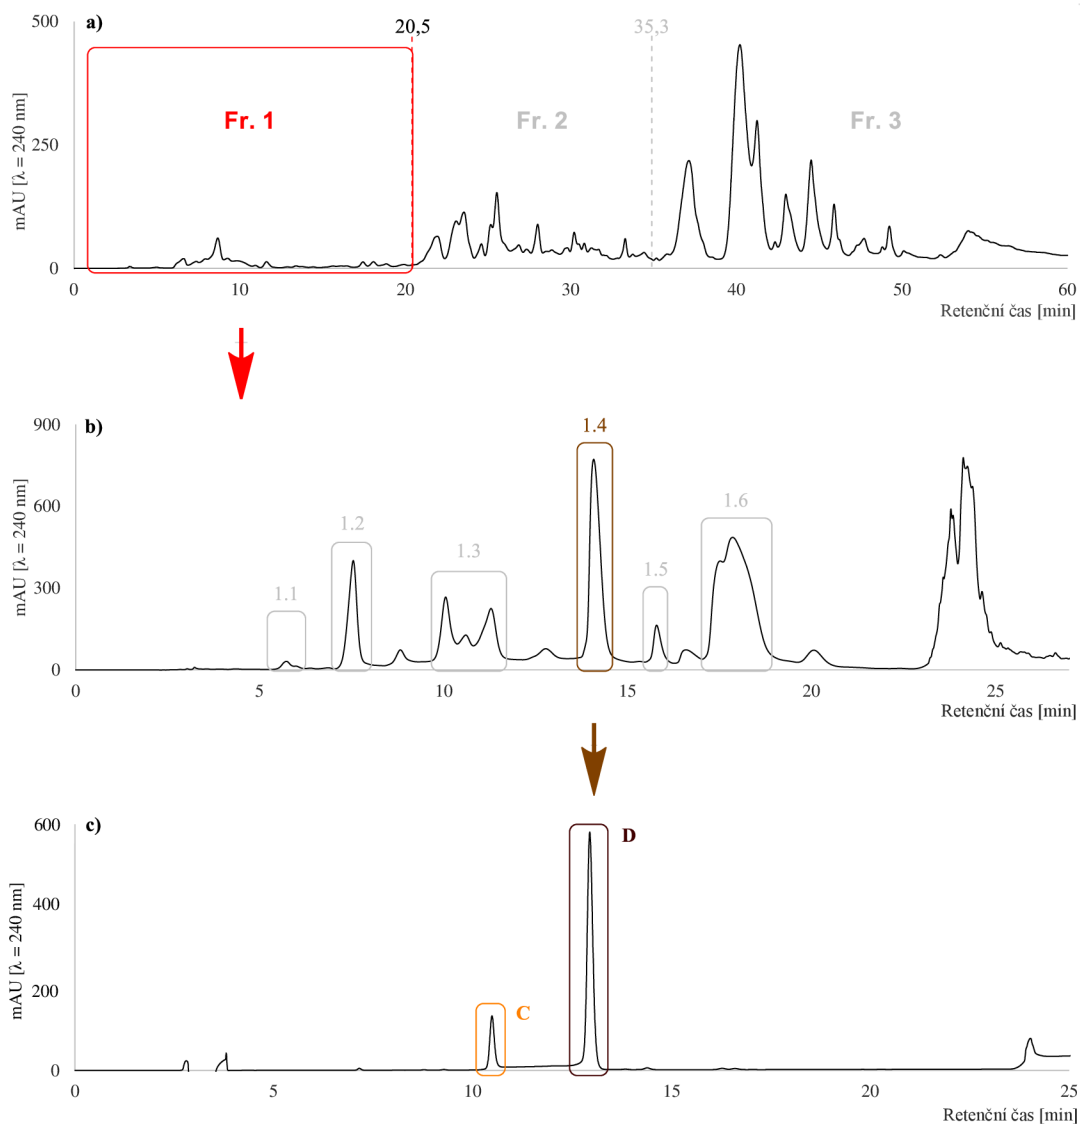 a)
500
250
0
mAU [λ = 240 nm]
20,5
35,3
Fr. 1
Fr. 2
Fr. 3
0 10 20 30 40 50 60
Retenční čas [min]
b)
900
600
300
0
mAU [λ = 240 nm]
1.1
1.2
1.3
1.4
1.5
1.6
0 5 10 15 20 25
Retenční čas [min]
c)
600
400
200
0
mAU [λ = 240 nm]
C
D
0 5 10 15 20 25
Retenční čas [min]